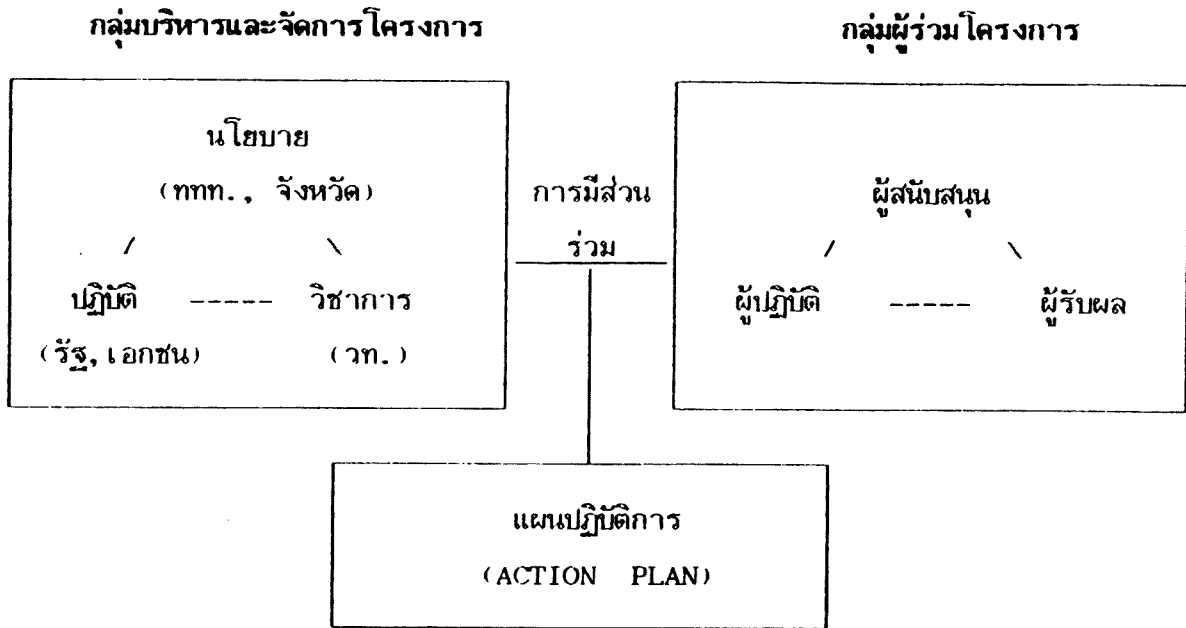 กลุ่มบริหารและจัดการโครงการ
กลุ่มผู้ร่วมโครงการ
นโยบาย
(ททท., จังหวัด)
/ \
ปฏิบัติ ----- วิชาการ
(รัฐ,เอกชน) (วท.)
การมีส่วน
ร่วม
ผู้สนับสนุน
/ \
ผู้ปฏิบัติ ----- ผู้รับผล
แผนปฏิบัติการ
(ACTION PLAN)